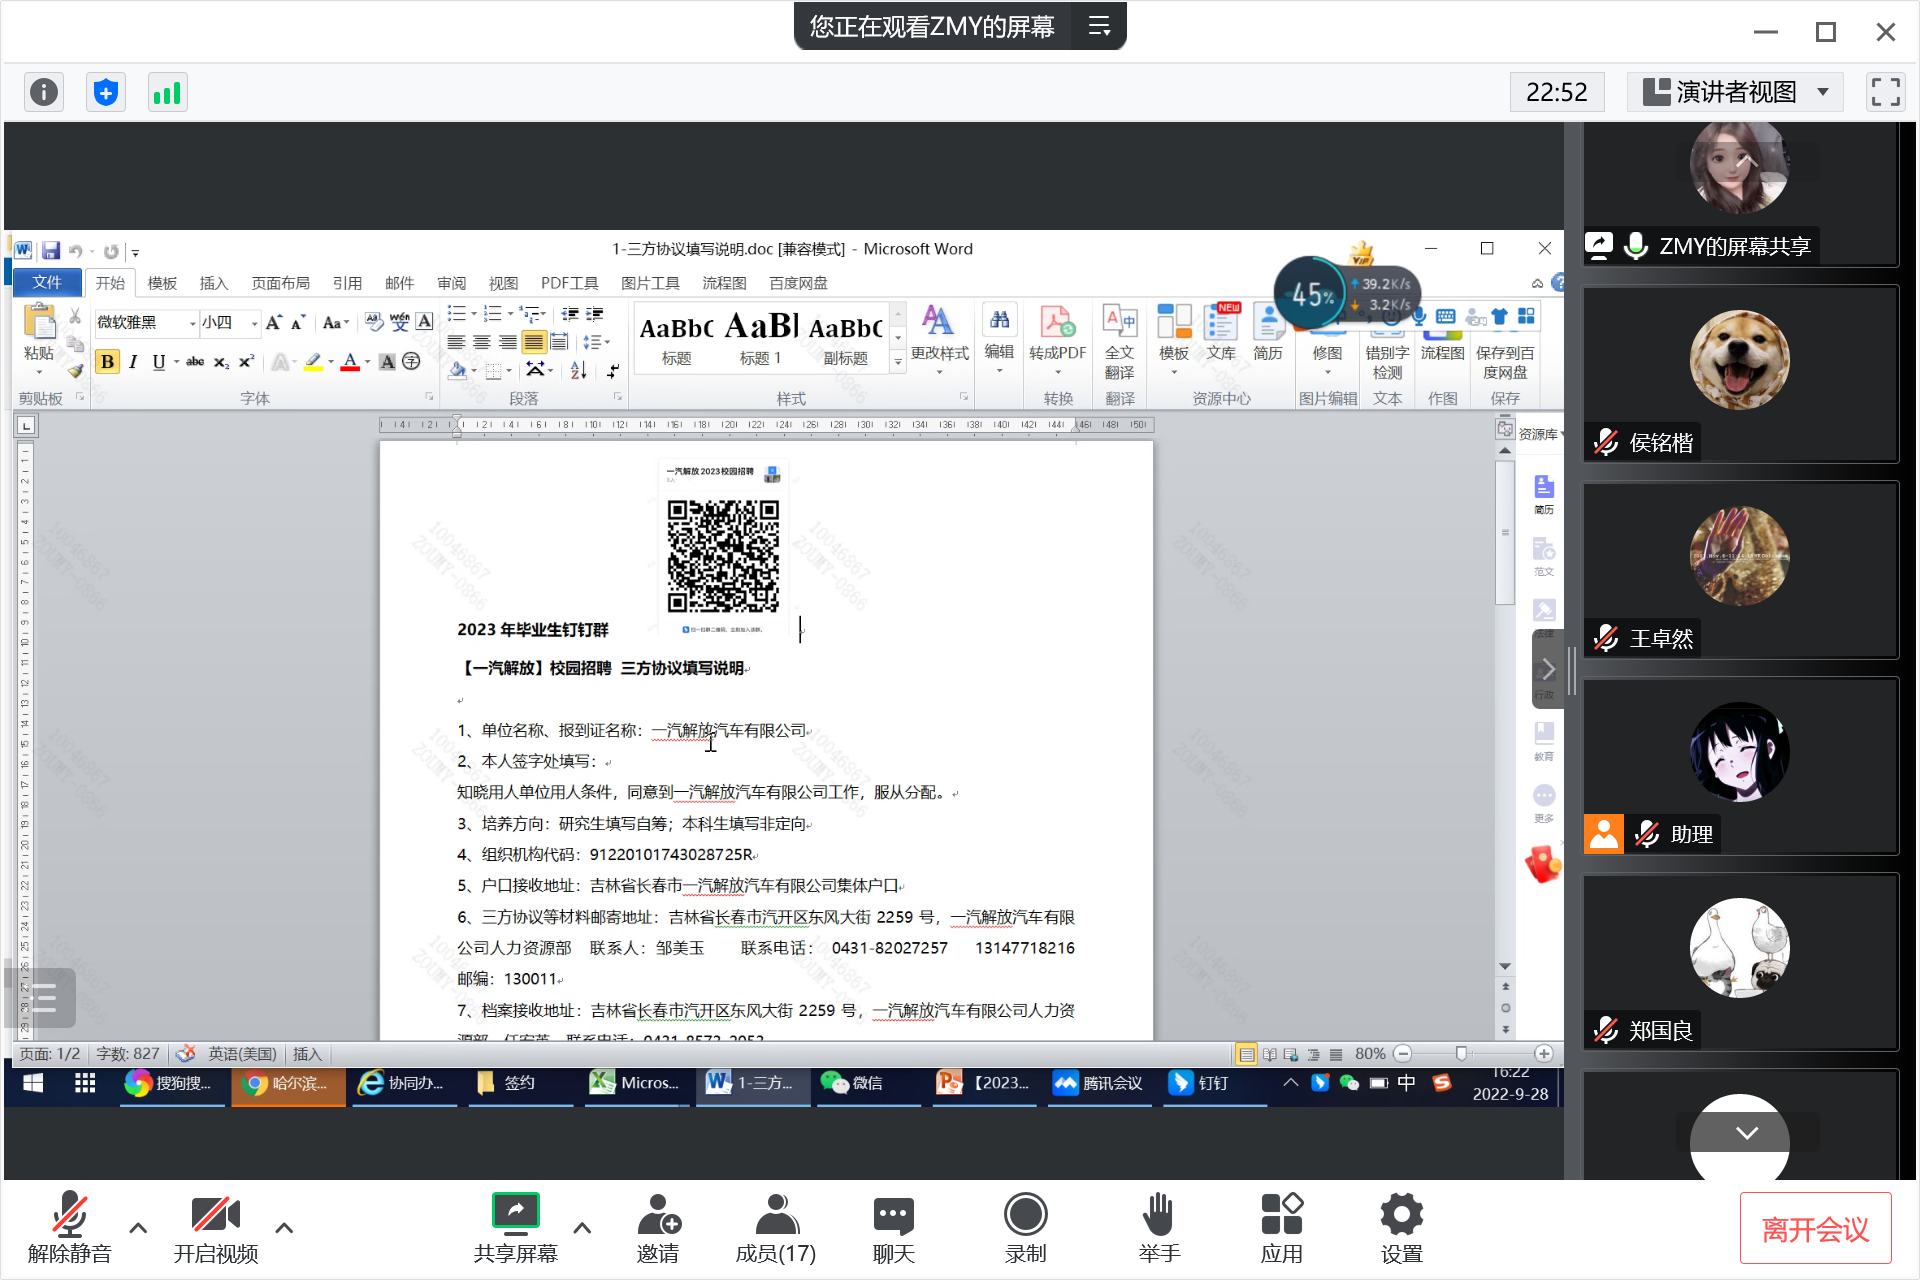 您正在观看ZMY的屏幕
22:52
演讲者视图
1-三方协议填写说明.doc [兼容模式] - Microsoft Word
文件 开始 模板 插入 页面布局 引用 邮件 审阅 视图 PDF工具 图片工具 流程图 百度网盘
45%
39.2K/s
3.2K/s
VIP
NEW
粘贴
微软雅黑 小四
AaBbC AaBl AaBbC
标题 标题 1 副标题
更改样式 编辑 转成PDF 全文翻译 模板 文库 简历 修图 错别字检测 流程图 保存到百度网盘
剪贴板 字体 段落 样式 转换 翻译 资源中心 图片编辑 文本 作图 保存
一汽解放2023校园招聘
2023 年毕业生钉钉群
【一汽解放】校园招聘 三方协议填写说明
1、单位名称、报到证名称：一汽解放汽车有限公司
2、本人签字处填写：
知晓用人单位用人条件，同意到一汽解放汽车有限公司工作，服从分配。
3、培养方向：研究生填写自筹；本科生填写非定向
4、组织机构代码：91220101743028725R
5、户口接收地址：吉林省长春市一汽解放汽车有限公司集体户口
6、三方协议等材料邮寄地址：吉林省长春市汽开区东风大街 2259 号，一汽解放汽车有限
公司人力资源部 联系人：邹美玉 联系电话： 0431-82027257 13147718216
邮编：130011
7、档案接收地址：吉林省长春市汽开区东风大街 2259 号，一汽解放汽车有限公司人力资
10046867
ZOUMY-0866
资源库
简历
范文
行政
教育
更多
页面: 1/2 字数: 827 英语(美国) 插入 80%
搜狗搜... 哈尔滨... 协同办... 签约 Micros... 1-三方... 微信 【2023... 腾讯会议 钉钉 中
16:22
2022-9-28
ZMY的屏幕共享
侯铭楷
王卓然
助理
郑国良
解除静音 开启视频 共享屏幕 邀请 成员(17) 聊天 录制 举手 应用 设置 离开会议